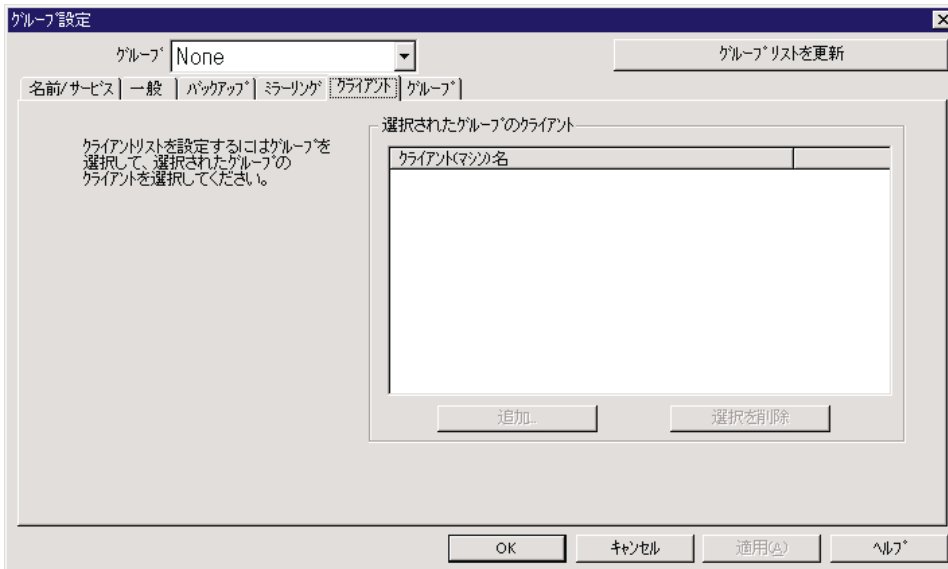 グループ設定
グループ None
グループリストを更新
名前/サービス 一般 バックアップ ミラーリング クライアント グループ
クライアントリストを設定するにはグループを
選択して、選択されたグループの
クライアントを選択してください。
選択されたグループのクライアント
クライアント(マシン)名
追加... 選択を削除
OK キャンセル 適用(A) ヘルプ